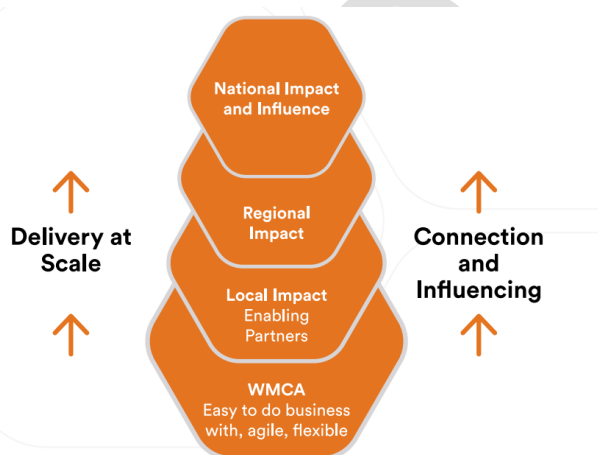 National Impact
and Influence
Regional
Impact
Delivery at
Scale
Connection
and
Influencing
Local Impact
Enabling
Partners
WMCA
Easy to do business
with, agile, flexible